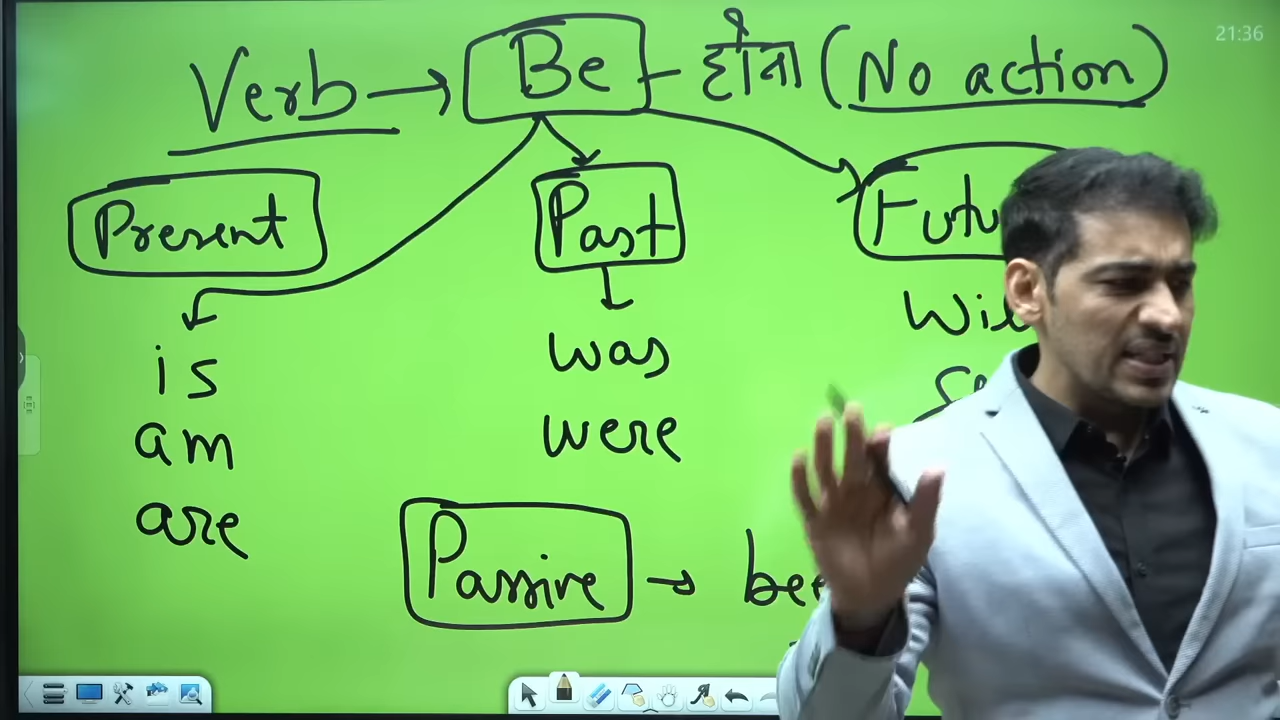 21:36
Verb → Be - होना (No action)
Present Past
is was
am were
are
Passive →